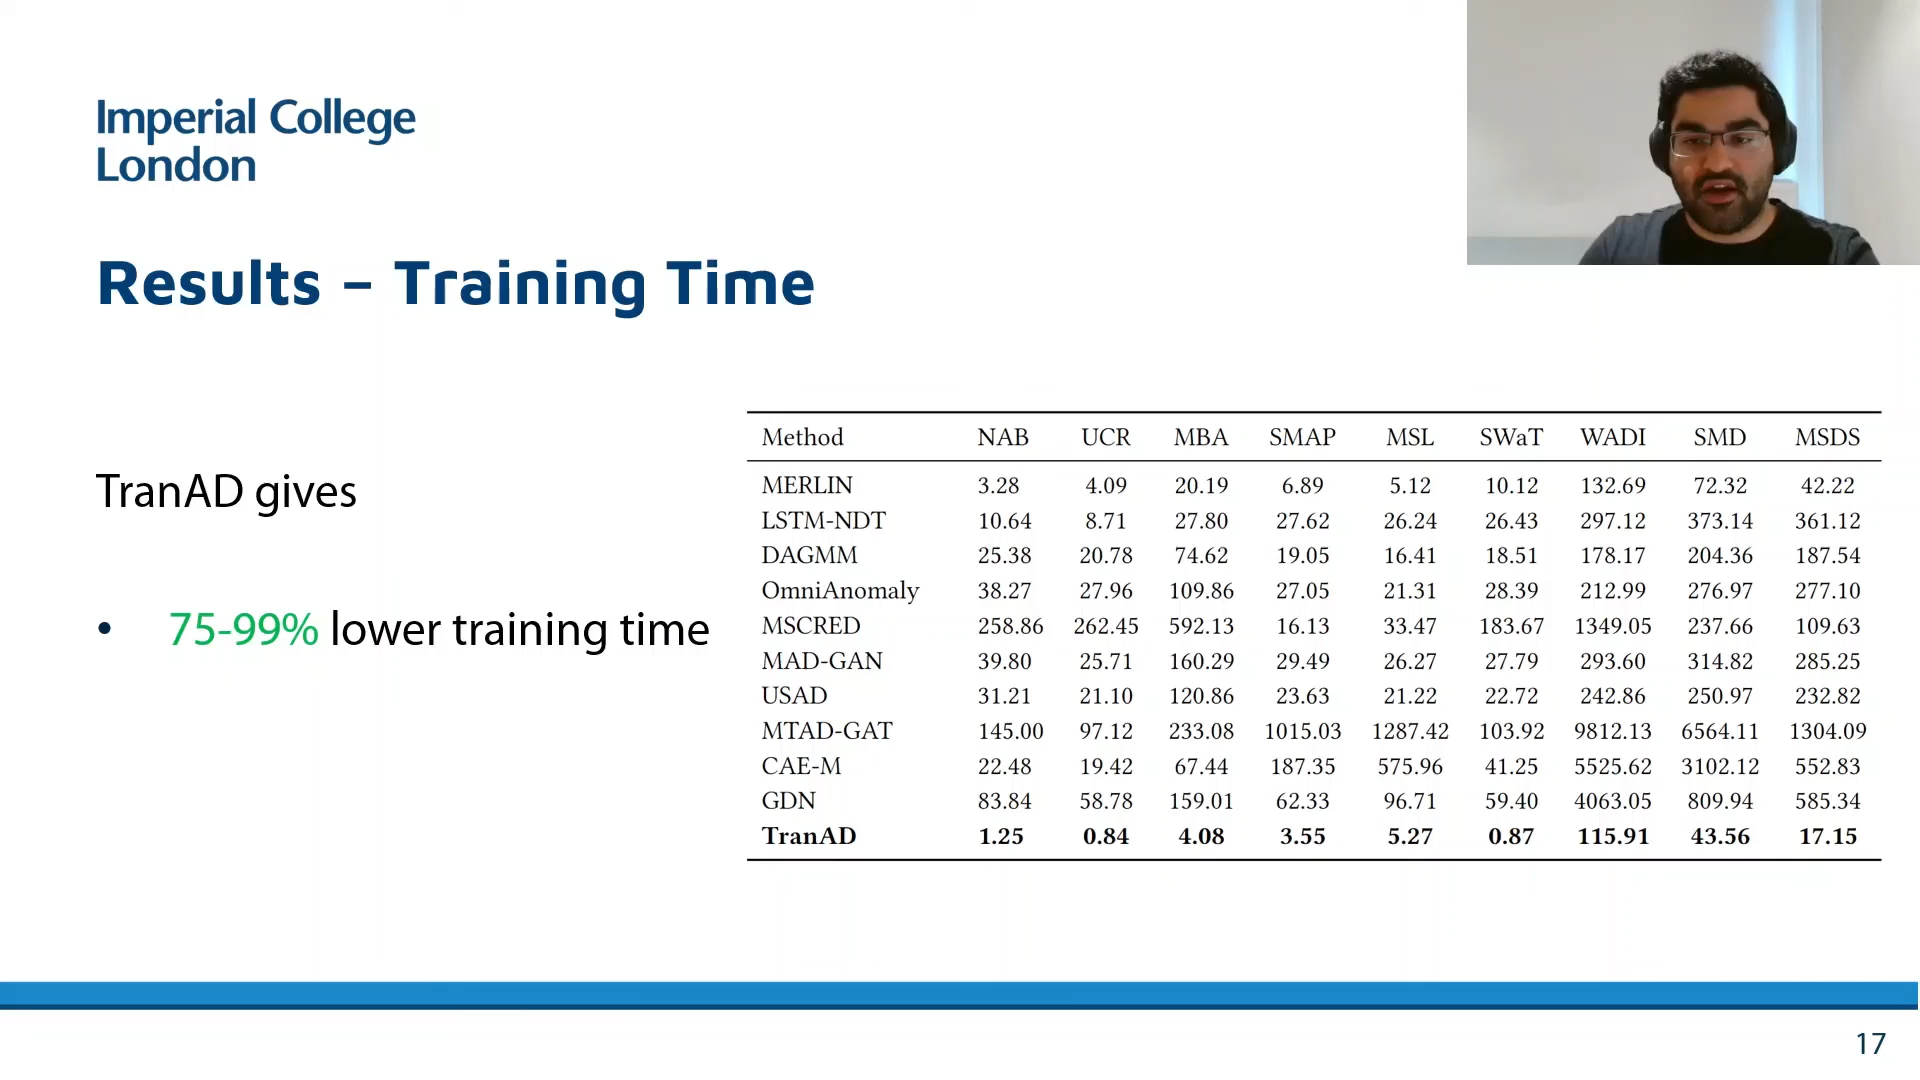 Imperial College
London
Results – Training Time
TranAD gives
• 75-99% lower training time
Method NAB UCR MBA SMAP MSL SWaT WADI SMD MSDS
MERLIN 3.28 4.09 20.19 6.89 5.12 10.12 132.69 72.32 42.22
LSTM-NDT 10.64 8.71 27.80 27.62 26.24 26.43 297.12 373.14 361.12
DAGMM 25.38 20.78 74.62 19.05 16.41 18.51 178.17 204.36 187.54
OmniAnomaly 38.27 27.96 109.86 27.05 21.31 28.39 212.99 276.97 277.10
MSCRED 258.86 262.45 592.13 16.13 33.47 183.67 1349.05 237.66 109.63
MAD-GAN 39.80 25.71 160.29 29.49 26.27 27.79 293.60 314.82 285.25
USAD 31.21 21.10 120.86 23.63 21.22 22.72 242.86 250.97 232.82
MTAD-GAT 145.00 97.12 233.08 1015.03 1287.42 103.92 9812.13 6564.11 1304.09
CAE-M 22.48 19.42 67.44 187.35 575.96 41.25 5525.62 3102.12 552.83
GDN 83.84 58.78 159.01 62.33 96.71 59.40 4063.05 809.94 585.34
TranAD 1.25 0.84 4.08 3.55 5.27 0.87 115.91 43.56 17.15
17